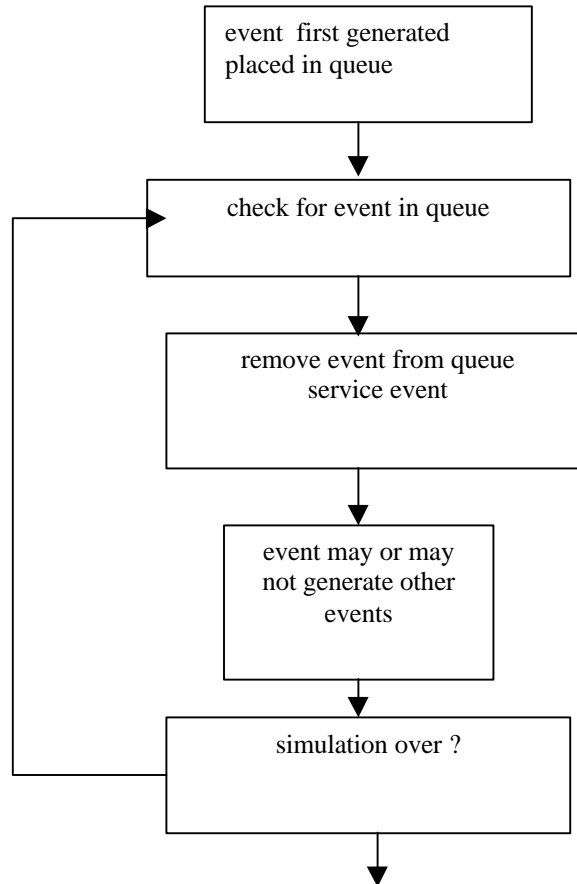 event  first generated
placed in queue
check for event in queue
remove event from queue
service event
event may or may
not generate other
events
simulation over ?